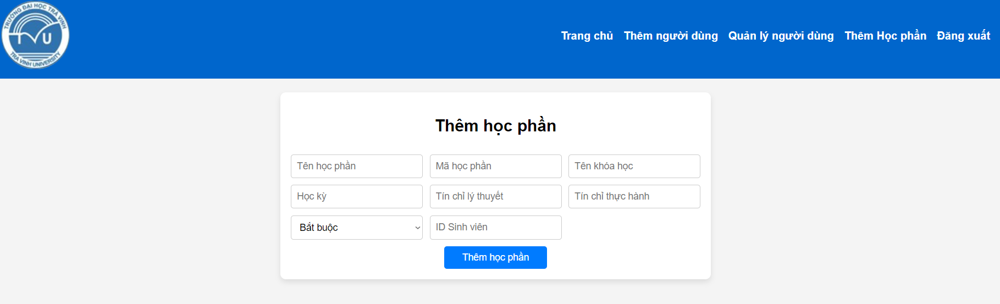 TRƯỜNG ĐẠI HỌC TRÀ VINH
TVU
TRA VINH UNIVERSITY
Trang chủ Thêm người dùng Quản lý người dùng Thêm Học phần Đăng xuất
Thêm học phần
Tên học phần Mã học phần Tên khóa học
Học kỳ Tín chỉ lý thuyết Tín chỉ thực hành
Bắt buộc ID Sinh viên
Thêm học phần